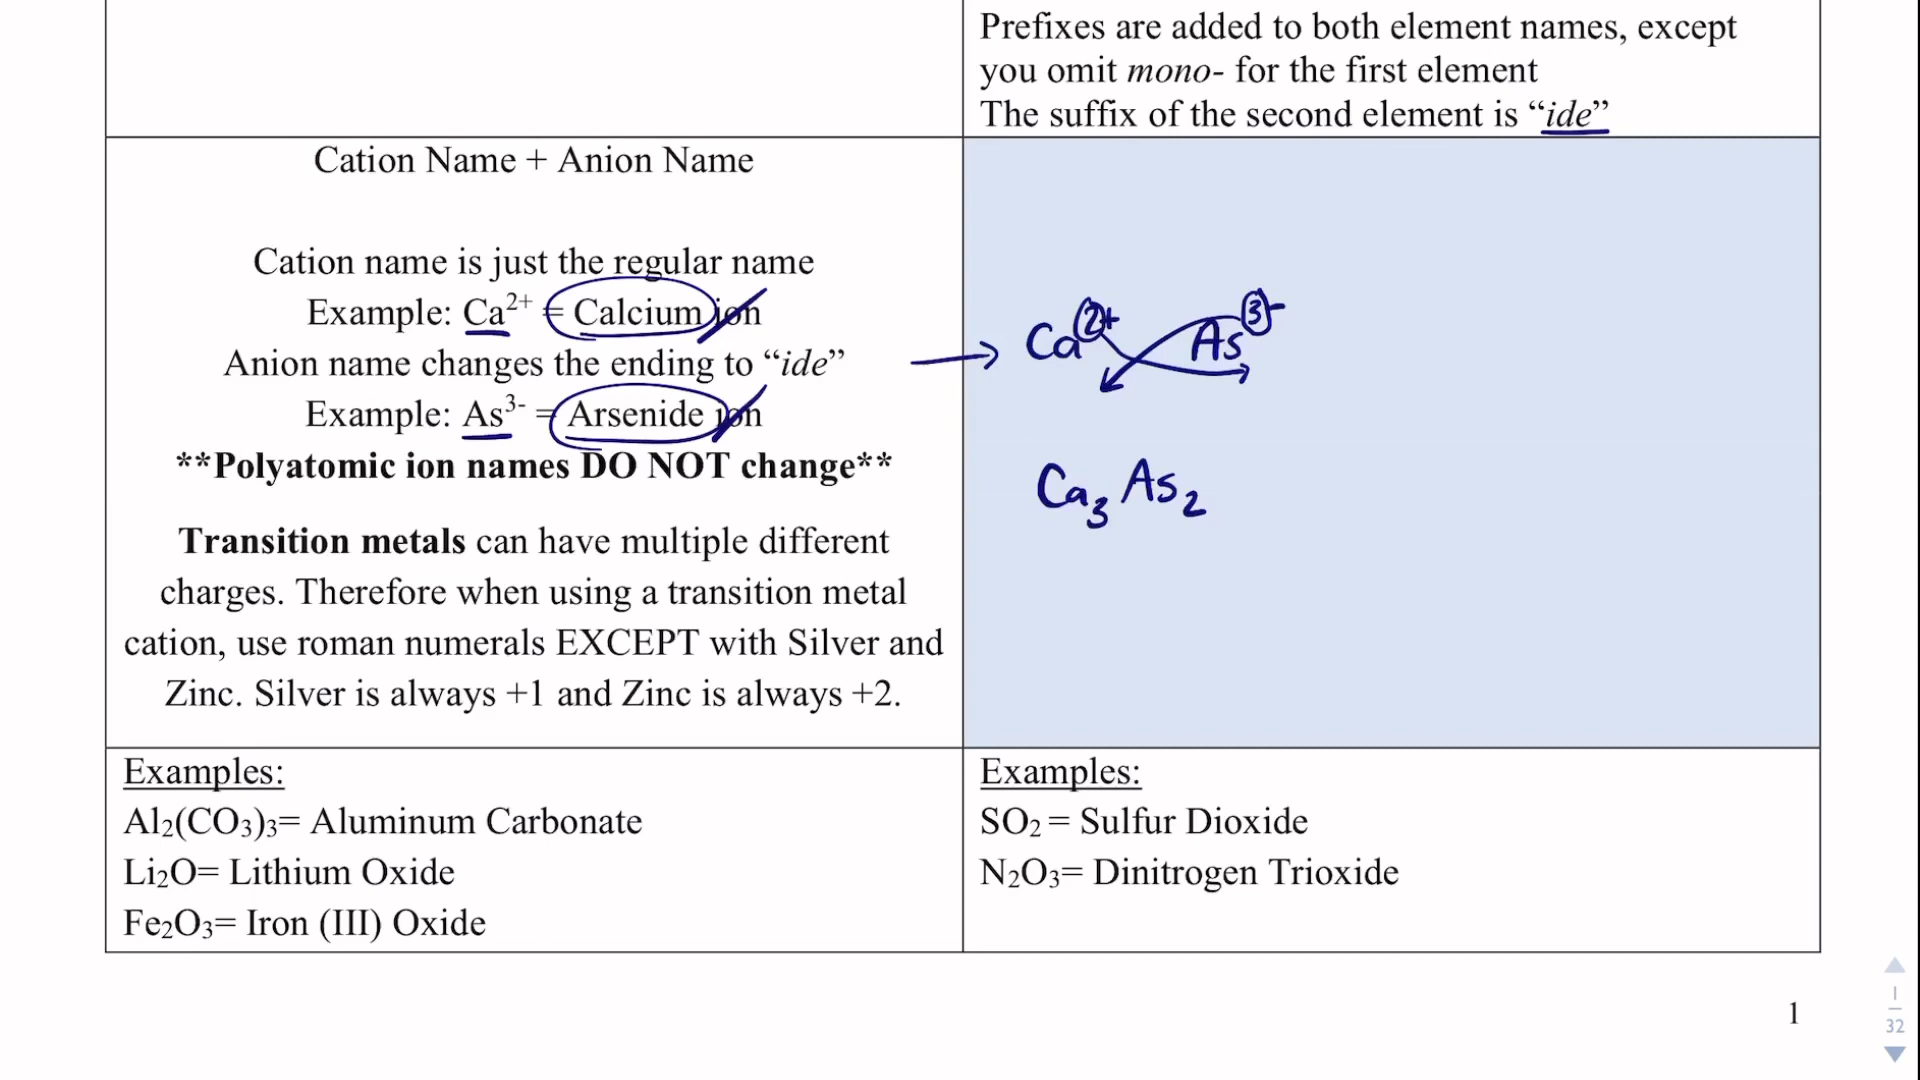 Prefixes are added to both element names, except
you omit mono- for the first element
The suffix of the second element is “ide”
Cation Name + Anion Name
Cation name is just the regular name
Example: Ca²⁺ = Calcium ion
Anion name changes the ending to “ide”
Example: As³⁻ = Arsenide ion
**Polyatomic ion names DO NOT change**
Transition metals can have multiple different
charges. Therefore when using a transition metal
cation, use roman numerals EXCEPT with Silver and
Zinc. Silver is always +1 and Zinc is always +2.
Ca²⁺ As³⁻
Ca₃As₂
Examples:
Al₂(CO₃)₃= Aluminum Carbonate
Li₂O= Lithium Oxide
Fe₂O₃= Iron (III) Oxide
Examples:
SO₂ = Sulfur Dioxide
N₂O₃= Dinitrogen Trioxide
1
1
32